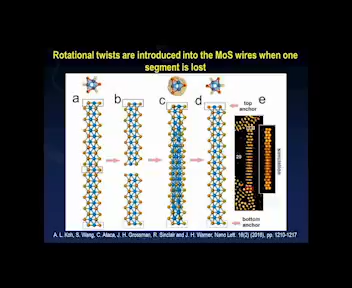 Rotational twists are introduced into the MoS wires when one
segment is lost
a b c d e
top
anchor
29
bottom
anchor
A. L. Koh, S. Wang, C. Ataca, J. H. Grossman, R. Sinclair and J. H. Warner, Nano Lett. 16(2) (2016), pp. 1210-1217